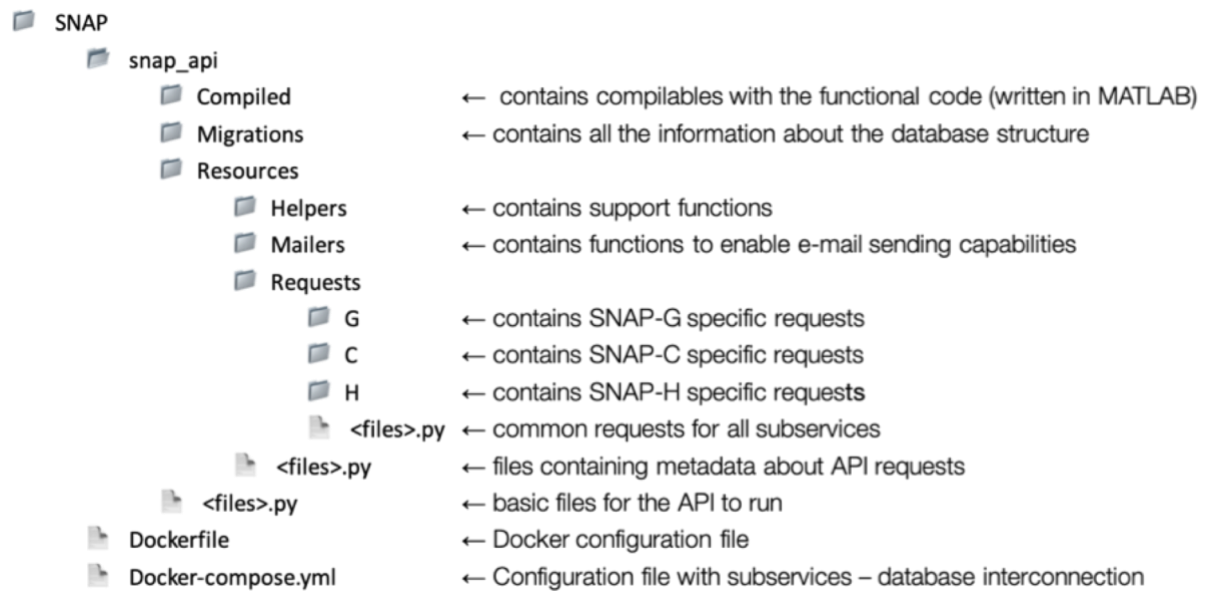 SNAP
snap_api
Compiled ← contains compilables with the functional code (written in MATLAB)
Migrations ← contains all the information about the database structure
Resources
Helpers ← contains support functions
Mailers ← contains functions to enable e-mail sending capabilities
Requests
G ← contains SNAP-G specific requests
C ← contains SNAP-C specific requests
H ← contains SNAP-H specific requests
<files>.py ← common requests for all subservices
<files>.py ← files containing metadata about API requests
<files>.py ← basic files for the API to run
Dockerfile ← Docker configuration file
Docker-compose.yml ← Configuration file with subservices – database interconnection